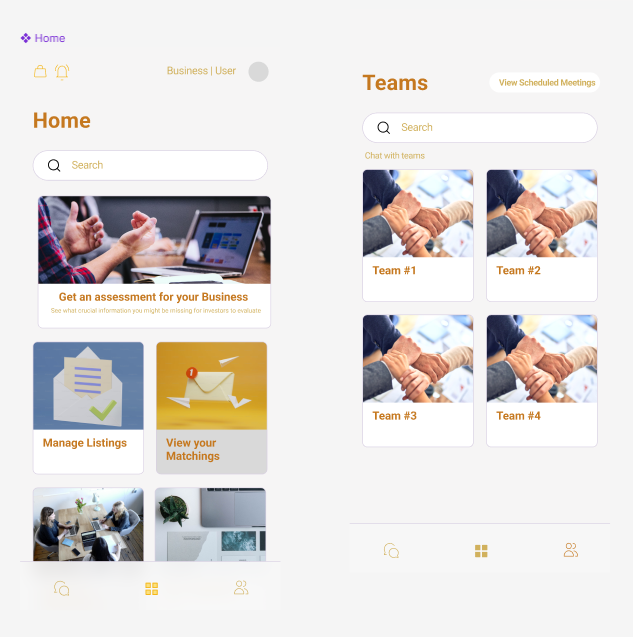 Home
Business | User
Home
Search
Get an assessment for your Business
See what crucial information you might be missing for investors to evaluate
Manage Listings
1
View your
Matchings
Teams
View Scheduled Meetings
Search
Chat with teams
Team #1
Team #2
Team #3
Team #4